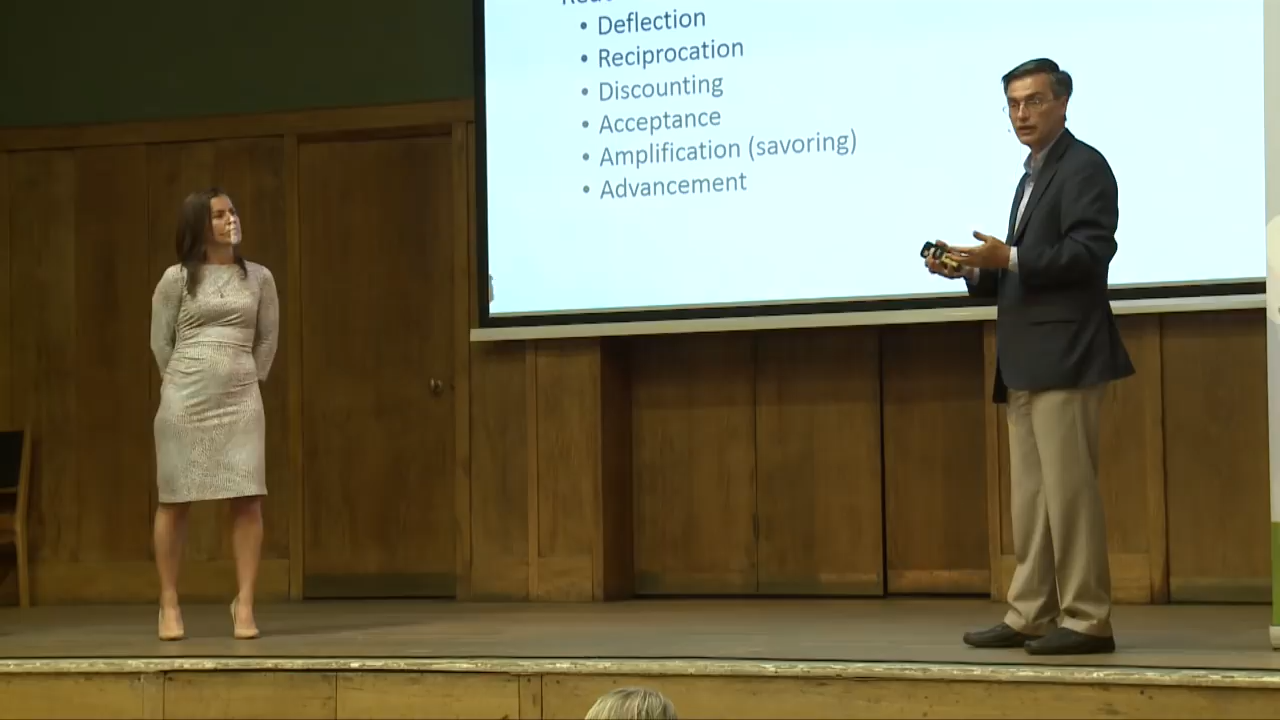 • Deflection
• Reciprocation
• Discounting
• Acceptance
• Amplification (savoring)
• Advancement